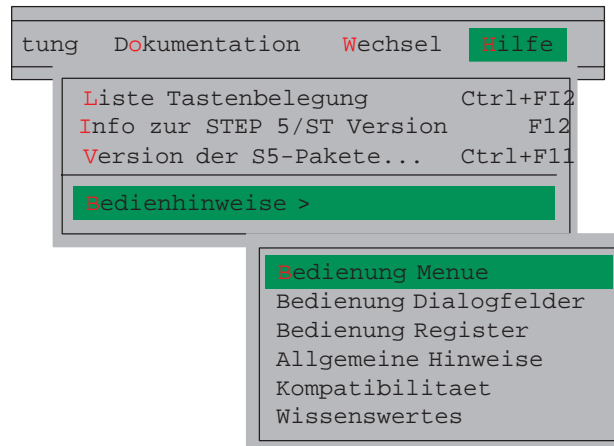 tung Dokumentation Wechsel Hilfe
Liste Tastenbelegung Ctrl+FI2
Info zur STEP 5/ST Version F12
Version der S5-Pakete... Ctrl+F11
Bedienhinweise >
Bedienung Menue
Bedienung Dialogfelder
Bedienung Register
Allgemeine Hinweise
Kompatibilitaet
Wissenswertes